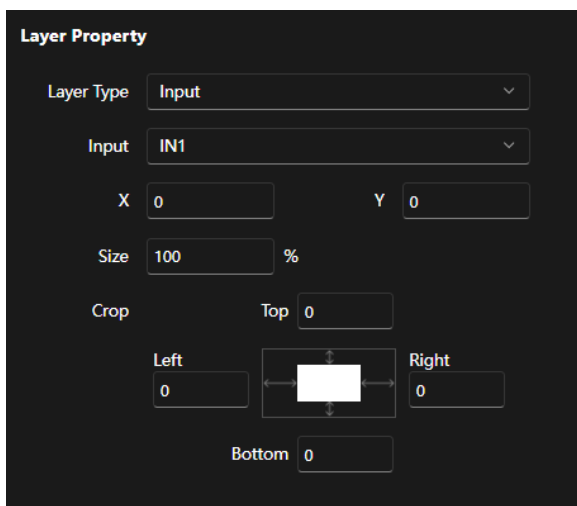 Layer Property
Layer Type Input
Input IN1
X 0 Y 0
Size 100 %
Crop Top 0
Left Right
0 0
Bottom 0